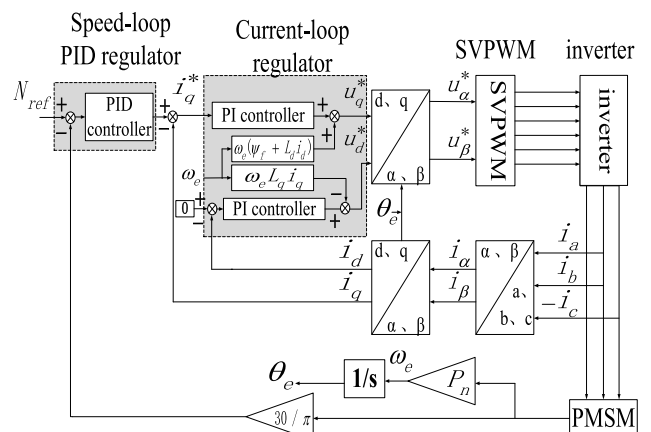 Speed-loop
PID regulator
Current-loop
regulator
SVPWM
inverter
N_ref
+
−
PID
controller
+
−
i_q^*
PI controller
+
+
u_q^*
ω_e(ψ_f + L_d i_d)
ω_e
ω_e L_q i_q
−
+
u_d^*
0
+
−
PI controller
d、q
α、β
u_α^*
u_β^*
SVPWM
inverter
θ_e
i_d
i_q
d、q
α、β
i_α
i_β
α、β
a、
b、c
i_a
i_b
−i_c
θ_e
1/s
ω_e
P_n
30 / π
PMSM